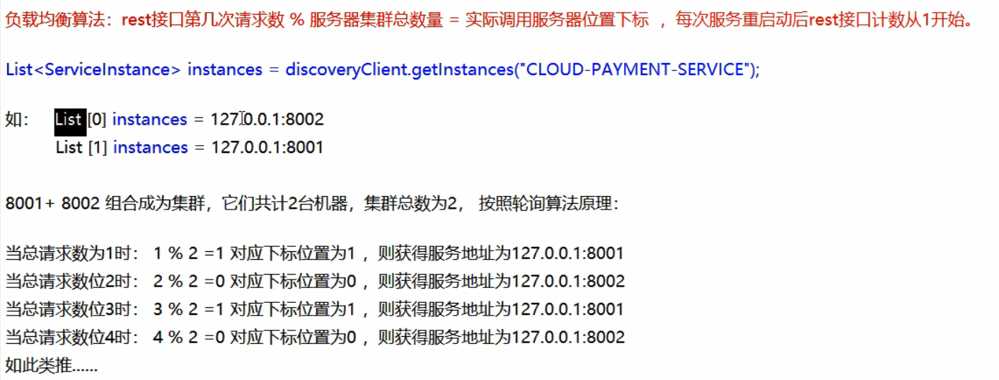 负载均衡算法：rest接口第几次请求数 % 服务器集群总数量 = 实际调用服务器位置下标 ，每次服务重启动后rest接口计数从1开始。
List<ServiceInstance> instances = discoveryClient.getInstances("CLOUD-PAYMENT-SERVICE");
如： List [0] instances = 127.0.0.1:8002
List [1] instances = 127.0.0.1:8001
8001+ 8002 组合成为集群，它们共计2台机器，集群总数为2， 按照轮询算法原理：
当总请求数为1时： 1 % 2 =1 对应下标位置为1 ，则获得服务地址为127.0.0.1:8001
当总请求数位2时： 2 % 2 =0 对应下标位置为0 ，则获得服务地址为127.0.0.1:8002
当总请求数位3时： 3 % 2 =1 对应下标位置为1 ，则获得服务地址为127.0.0.1:8001
当总请求数位4时： 4 % 2 =0 对应下标位置为0 ，则获得服务地址为127.0.0.1:8002
如此类推......